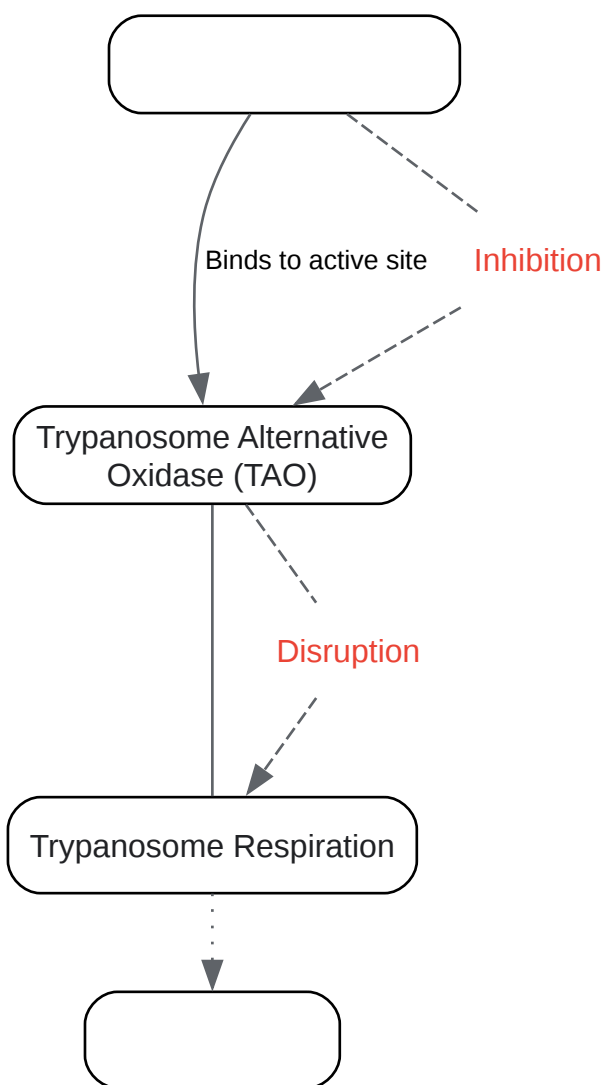 Binds to active site
Inhibition
Trypanosome Alternative
Oxidase (TAO)
Disruption
Trypanosome Respiration